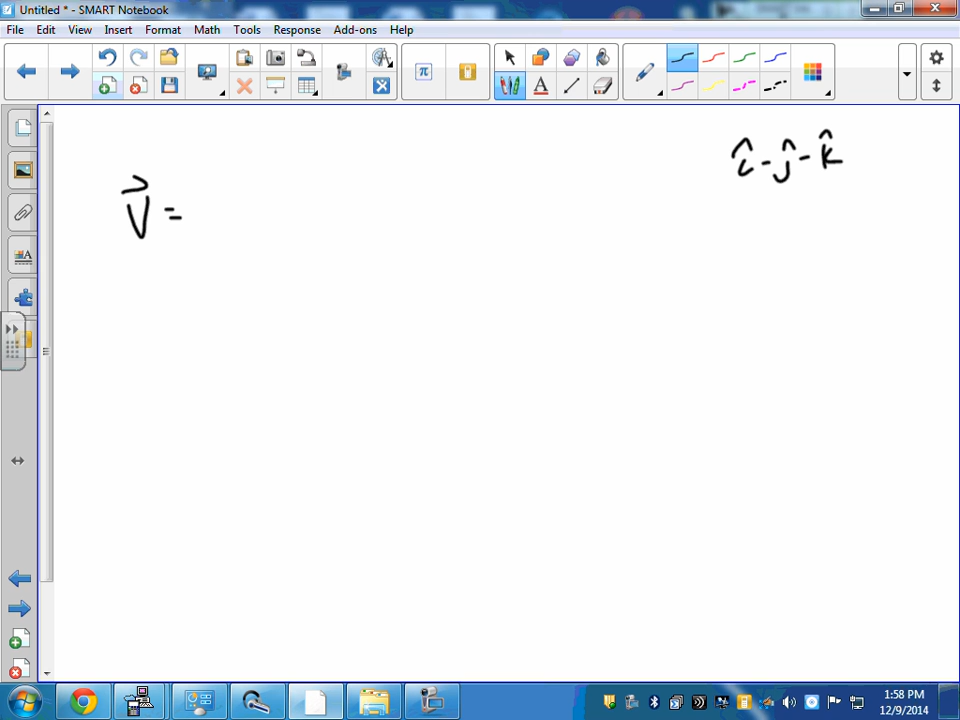 Untitled * - SMART Notebook
File Edit View Insert Format Math Tools Response Add-ons Help
î - ĵ - k̂
V⃗ =
1:58 PM
12/9/2014